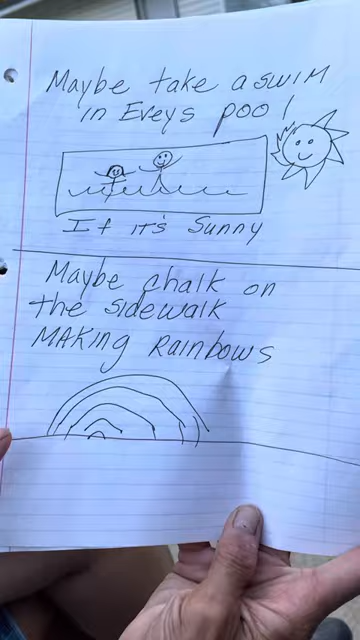 Maybe take a swim
in Eveys pool
If it's Sunny
Maybe chalk on
the sidewalk
MAKING RAINBOWS